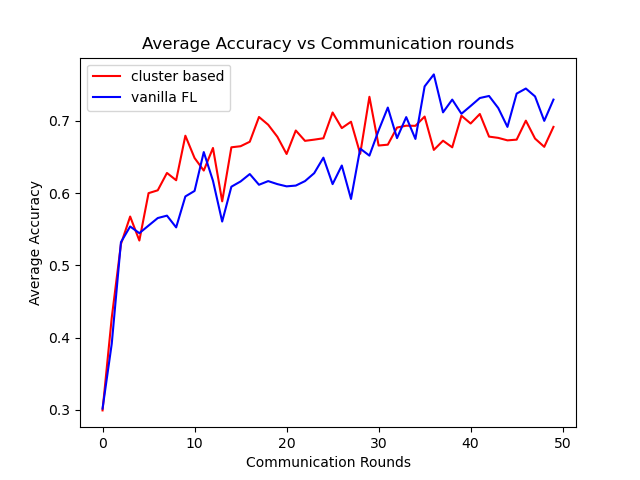 Average Accuracy vs Communication rounds
cluster based
vanilla FL
Average Accuracy
0.7
0.6
0.5
0.4
0.3
0 10 20 30 40 50
Communication Rounds